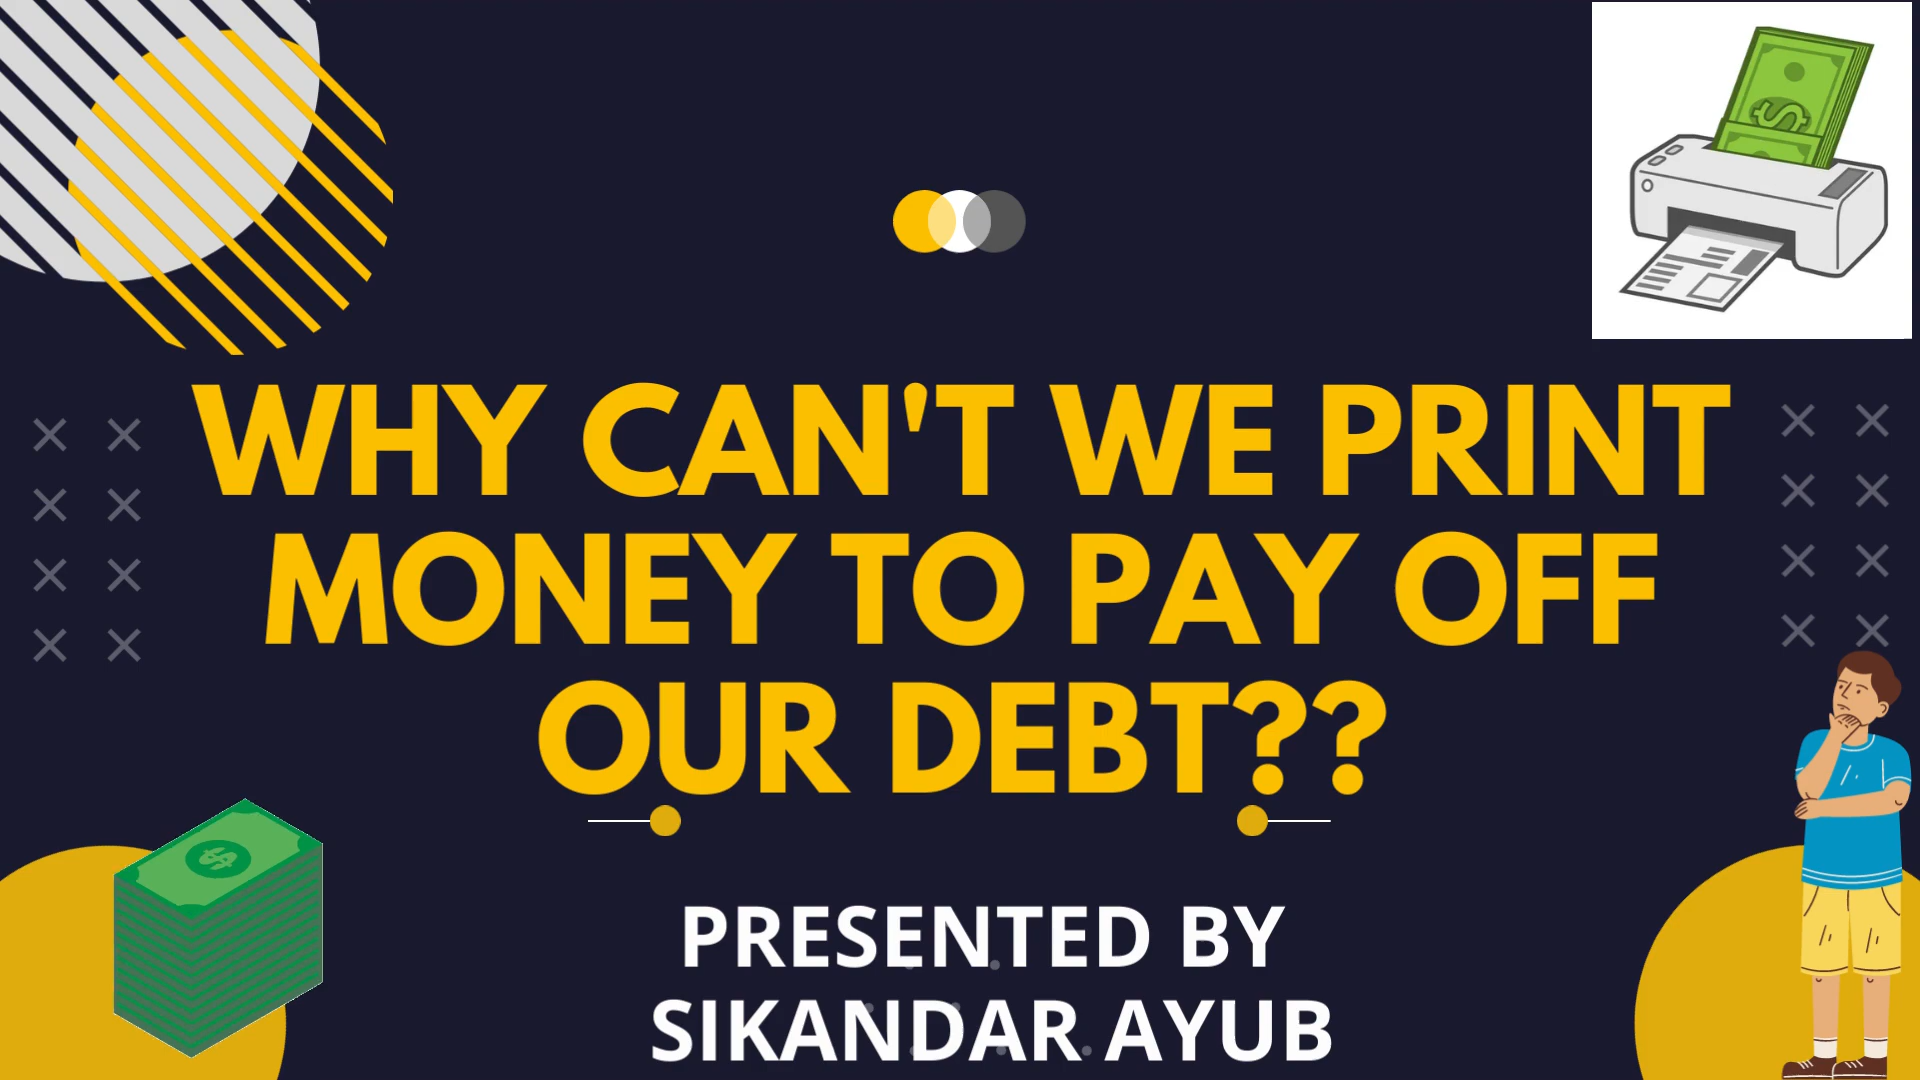 WHY CAN'T WE PRINT
MONEY TO PAY OFF
OUR DEBT??
PRESENTED BY
SIKANDAR AYUB